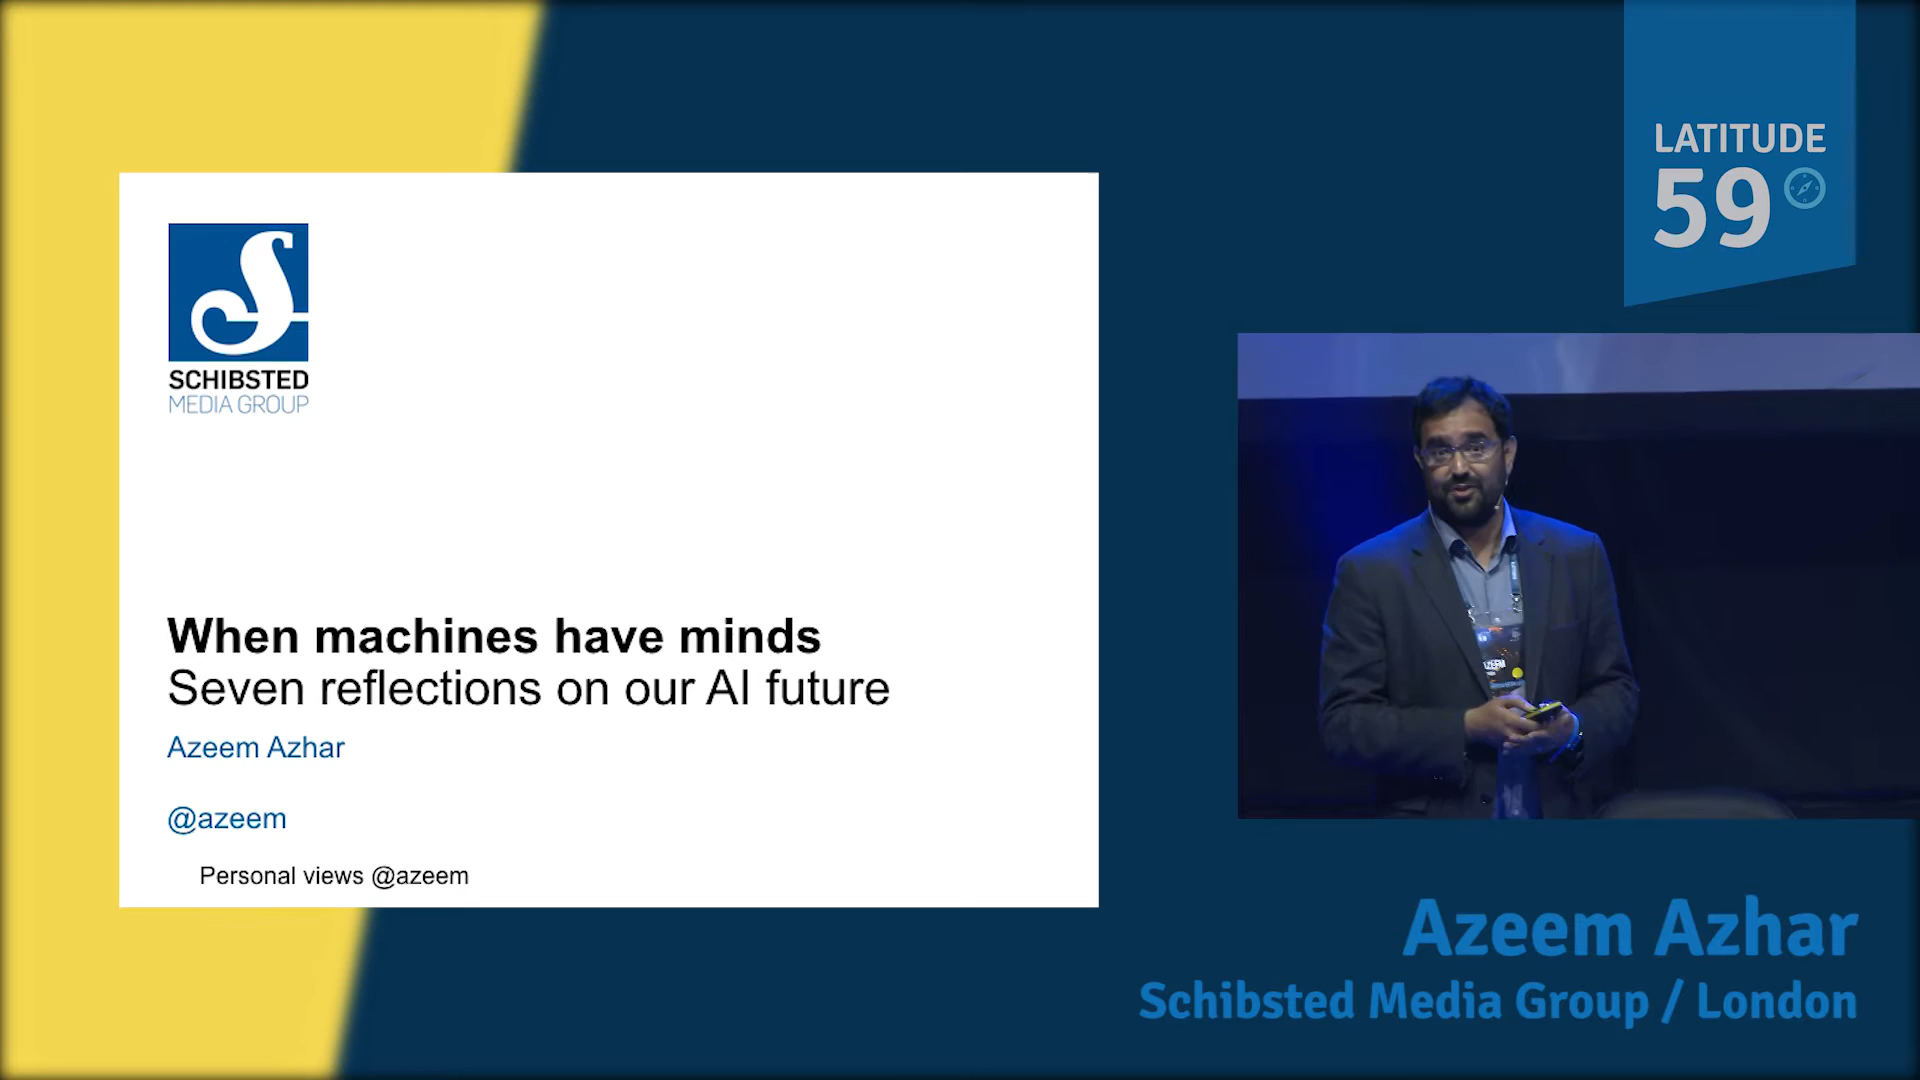 LATITUDE
59
SCHIBSTED
MEDIA GROUP
When machines have minds
Seven reflections on our AI future
Azeem Azhar
@azeem
Personal views @azeem
Azeem Azhar
Schibsted Media Group / London